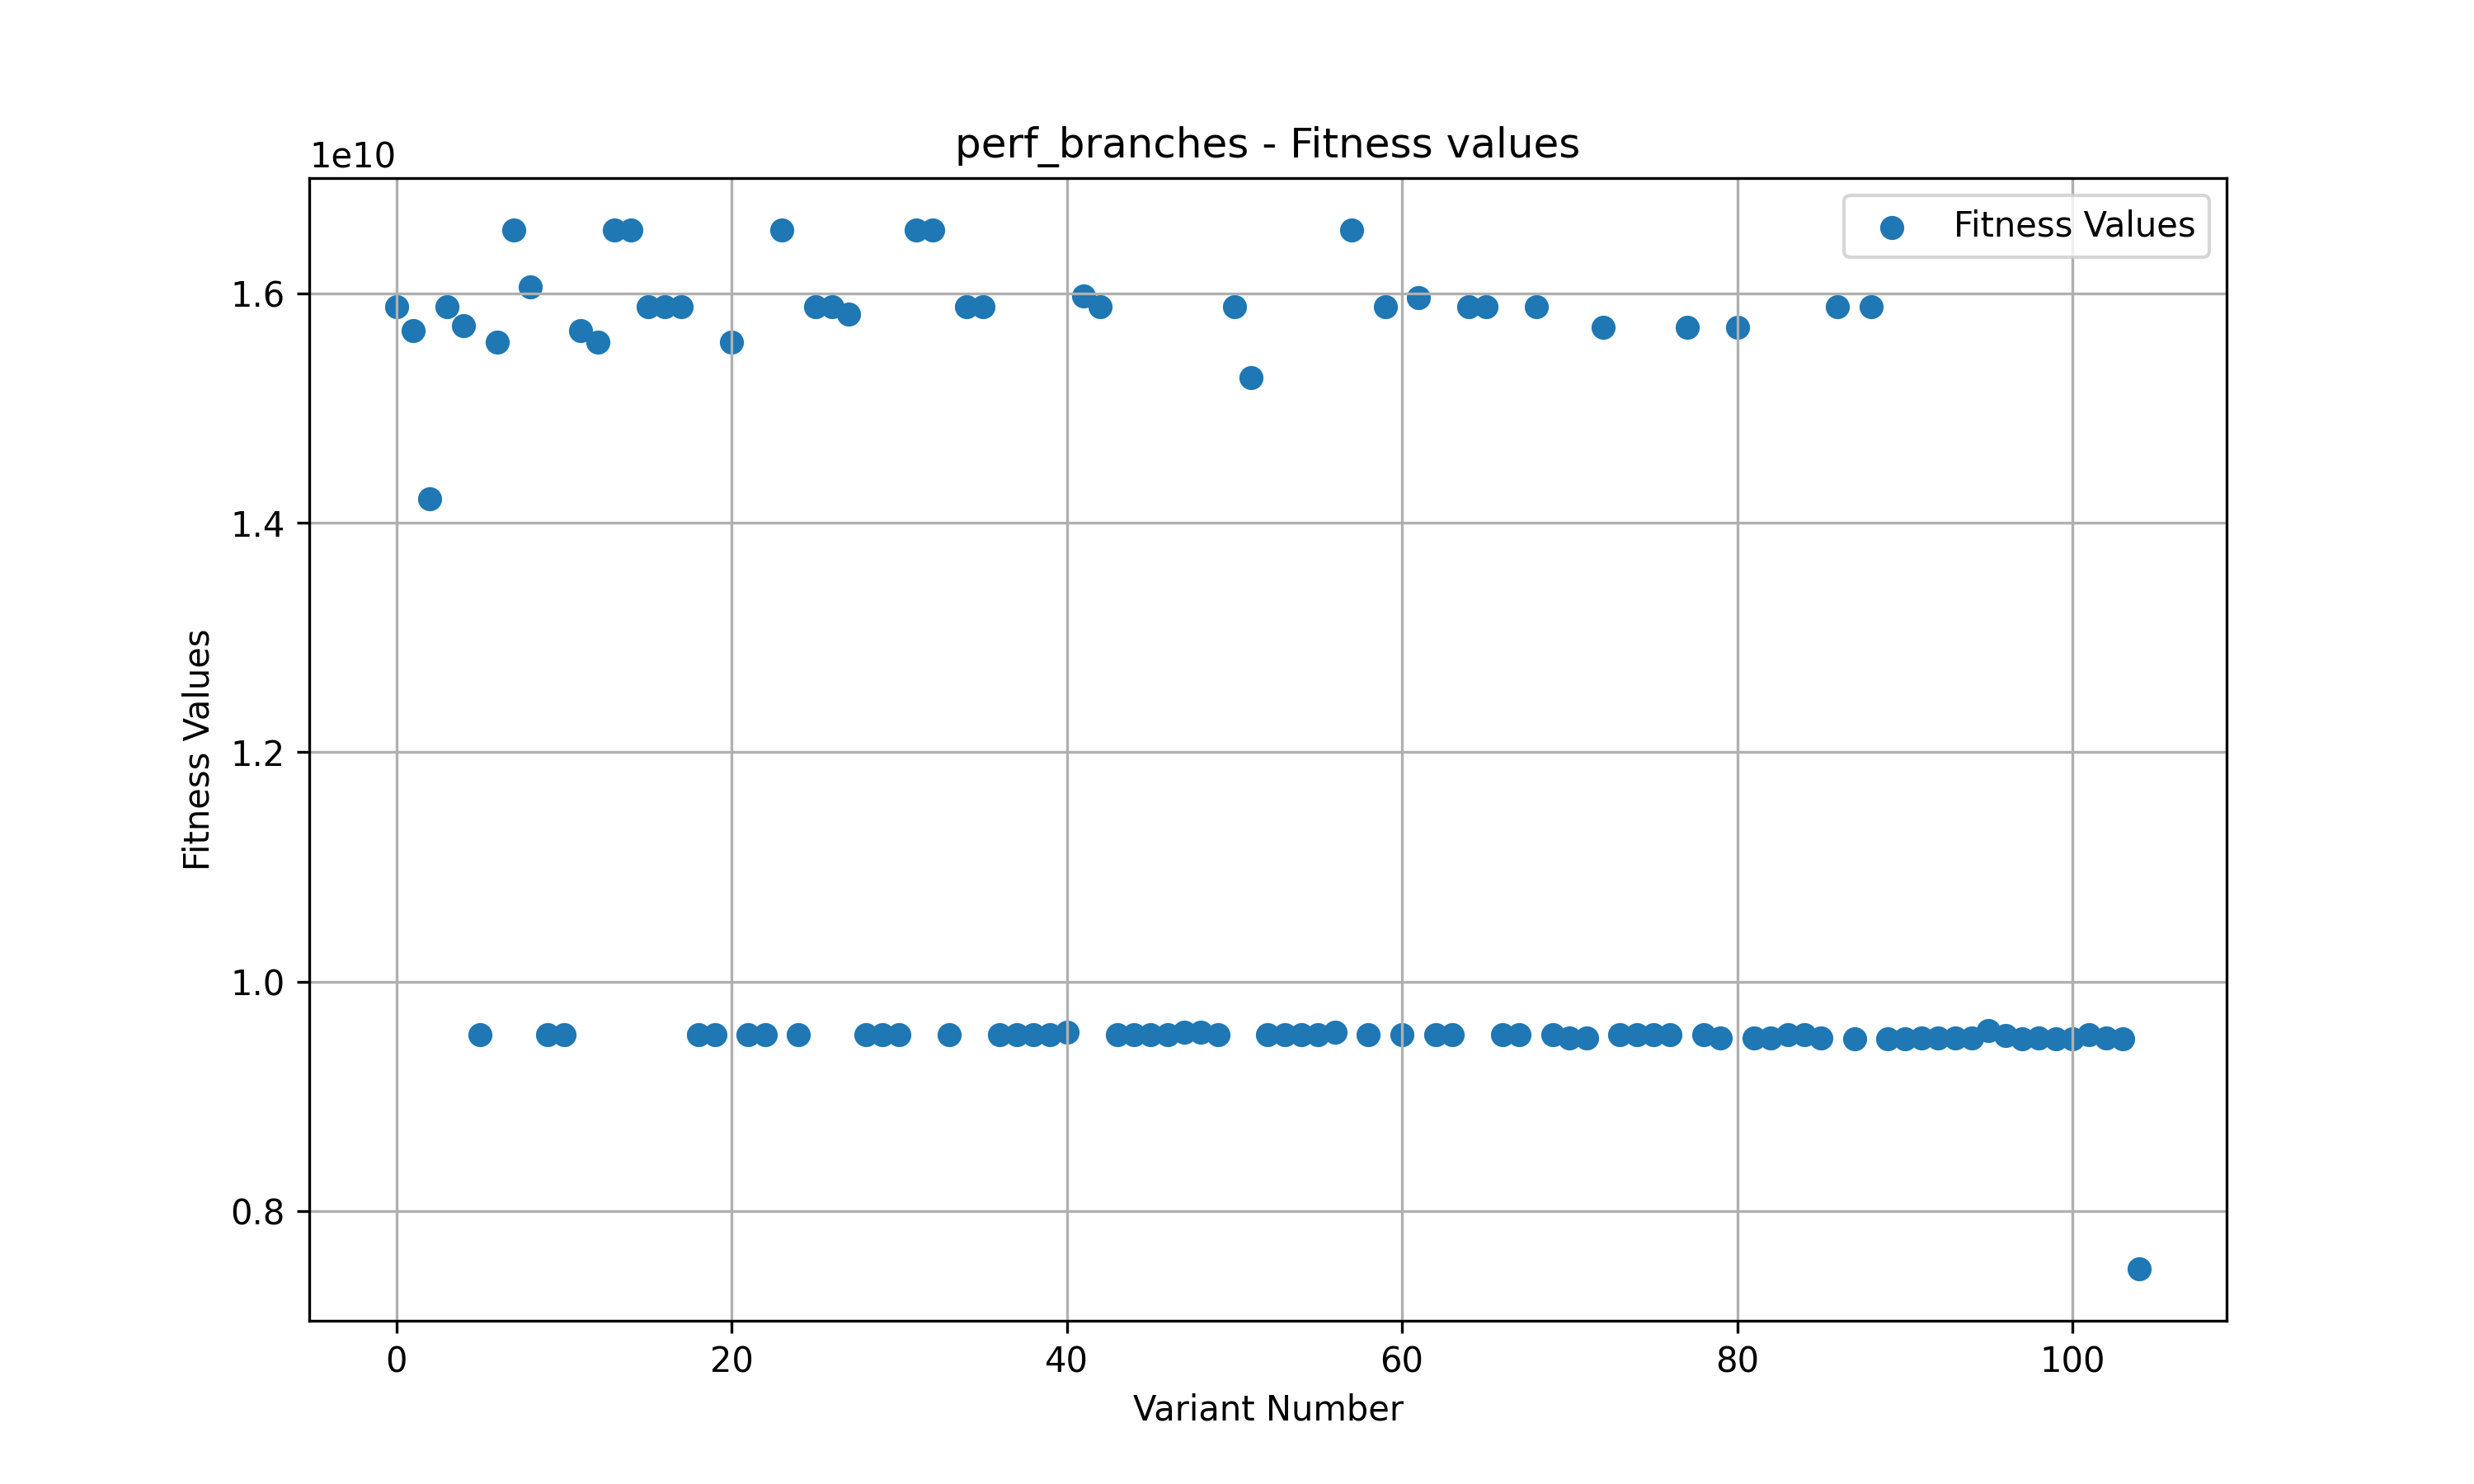 perf_branches - Fitness values
1e10
Fitness Values
1.6
1.4
1.2
1.0
0.8
Fitness Values
0 20 40 60 80 100
Variant Number